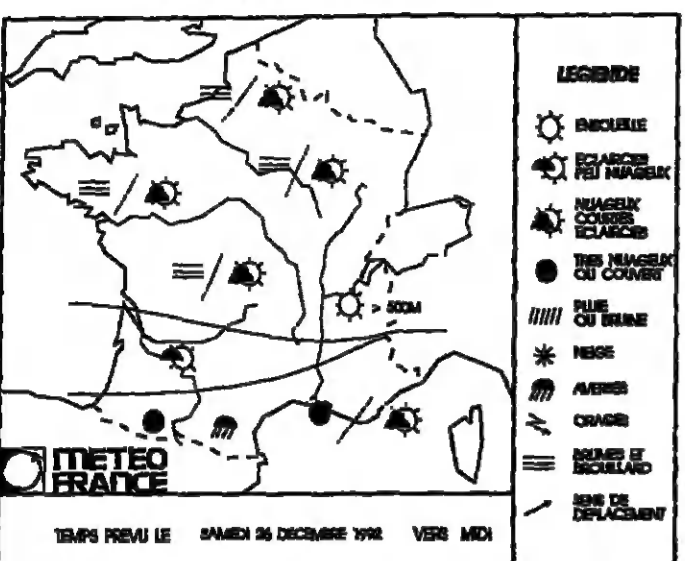 LEGENDE
ENSOLEILLE
ECLAIRCIES
PEU NUAGEUX
NUAGEUX
COURTES
ECLAIRCIES
TRES NUAGEUX
OU COUVERT
PLUIE
OU BRUINE
NEIGE
AVERSES
ORAGES
BRUMES ET
BROUILLARD
SENS DE
DEPLACEMENT
> 500M
METEO
FRANCE
TEMPS PREVU LE SAMEDI 26 DECEMBRE 1992 VERS MIDI